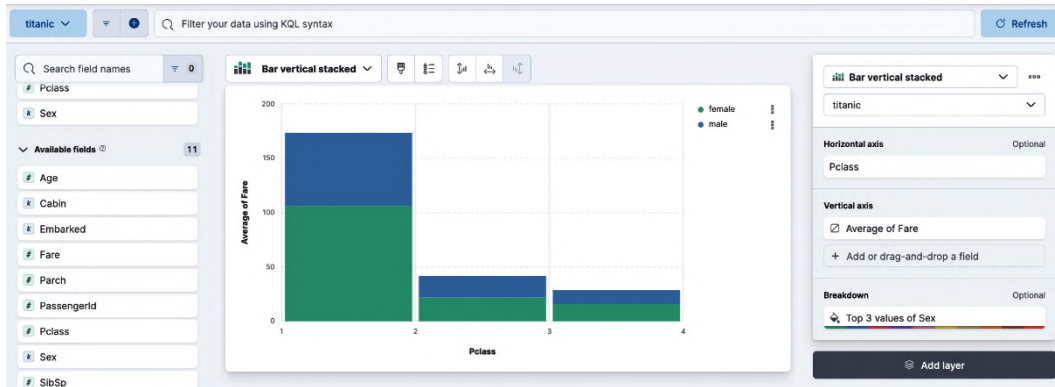 titanic
Filter your data using KQL syntax
Refresh
Search field names
0
# Pclass
k Sex
Available fields
11
# Age
k Cabin
k Embarked
# Fare
# Parch
# PassengerId
# Pclass
k Sex
# SibSp
Bar vertical stacked
200
150
100
50
0
Average of Fare
1
2
3
4
Pclass
female
male
Bar vertical stacked
titanic
Horizontal axis
Optional
Pclass
Vertical axis
Average of Fare
+ Add or drag-and-drop a field
Breakdown
Optional
Top 3 values of Sex
Add layer